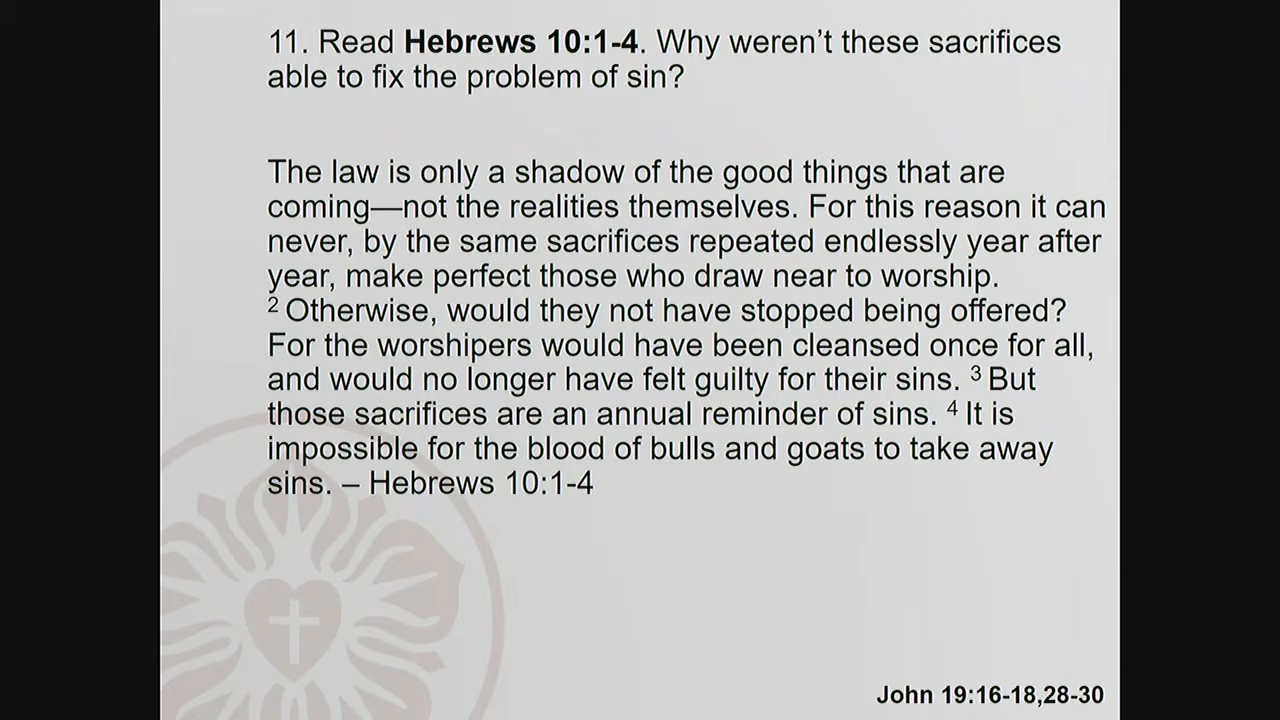 11. Read Hebrews 10:1-4. Why weren’t these sacrifices
able to fix the problem of sin?
The law is only a shadow of the good things that are
coming—not the realities themselves. For this reason it can
never, by the same sacrifices repeated endlessly year after
year, make perfect those who draw near to worship.
2 Otherwise, would they not have stopped being offered?
For the worshipers would have been cleansed once for all,
and would no longer have felt guilty for their sins. 3 But
those sacrifices are an annual reminder of sins. 4 It is
impossible for the blood of bulls and goats to take away
sins. – Hebrews 10:1-4
John 19:16-18,28-30